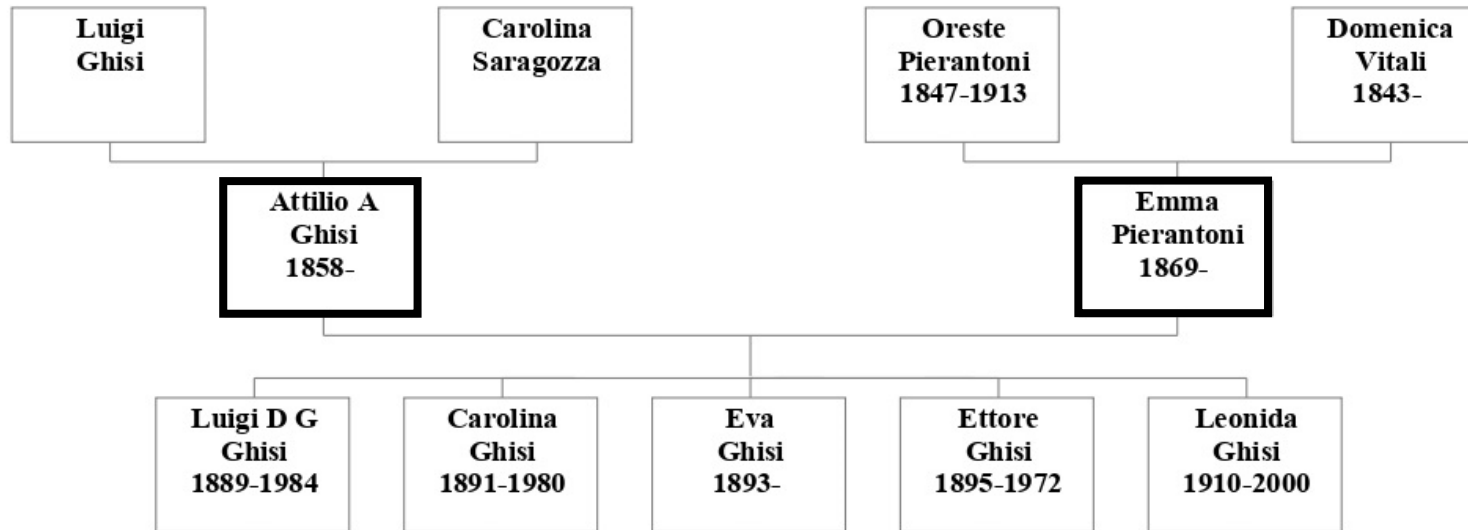 Luigi
Ghisi
Carolina
Saragozza
Oreste
Pierantoni
1847-1913
Domenica
Vitali
1843-
Attilio A
Ghisi
1858-
Emma
Pierantoni
1869-
Luigi D G
Ghisi
1889-1984
Carolina
Ghisi
1891-1980
Eva
Ghisi
1893-
Ettore
Ghisi
1895-1972
Leonida
Ghisi
1910-2000